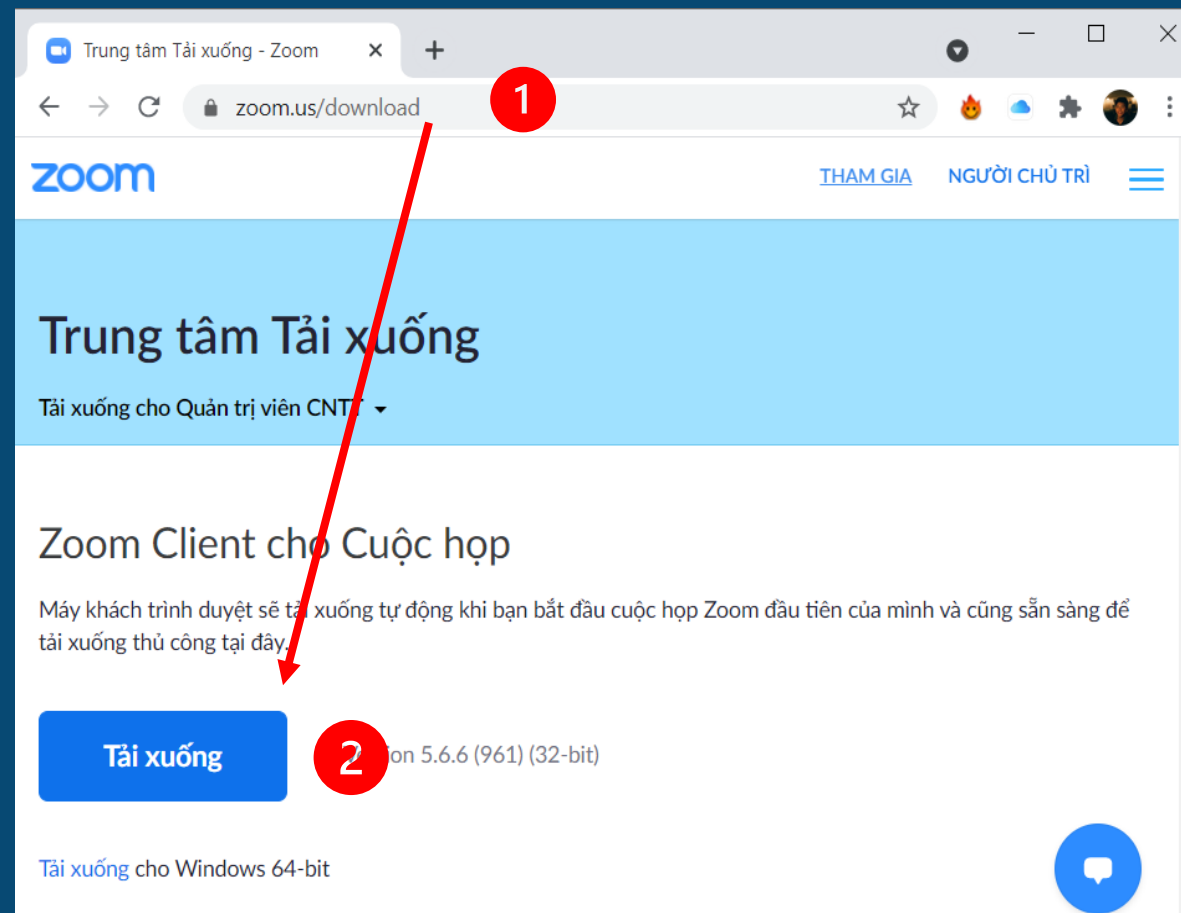 Trung tâm Tải xuống - Zoom
zoom.us/download
1
zoom
THAM GIA NGƯỜI CHỦ TRÌ
Trung tâm Tải xuống
Tải xuống cho Quản trị viên CNTT
Zoom Client cho Cuộc họp
Máy khách trình duyệt sẽ tải xuống tự động khi bạn bắt đầu cuộc họp Zoom đầu tiên của mình và cũng sẵn sàng để
tải xuống thủ công tại đây.
Tải xuống
2
5.6.6 (961) (32-bit)
Tải xuống cho Windows 64-bit